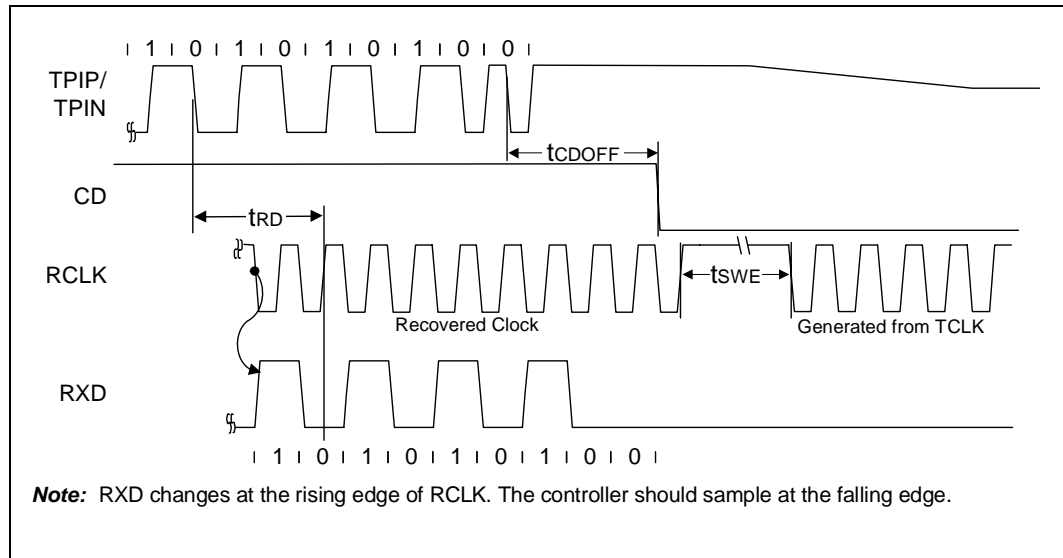 1 0 1 0 1 0 1 0 0
TPIP/
TPIN
tCDOFF
CD
tRD
RCLK
tSWE
Recovered Clock
Generated from TCLK
RXD
1 0 1 0 1 0 1 0 0
Note: RXD changes at the rising edge of RCLK. The controller should sample at the falling edge.